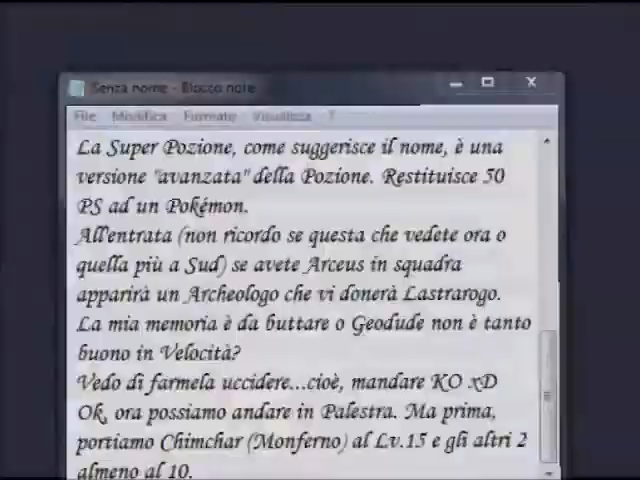 Senza nome - Blocco note
File Modifica Formato Visualizza ?
La Super Pozione, come suggerisce il nome, è una
versione "avanzata" della Pozione. Restituisce 50
PS ad un Pokémon.
All'entrata (non ricordo se questa che vedete ora o
quella più a Sud) se avete Arceus in squadra
apparirà un Archeologo che vi donerà Lastrarogo.
La mia memoria è da buttare o Geodude non è tanto
buono in Velocità?
Vedo di farmela uccidere...cioè, mandare KO xD
Ok, ora possiamo andare in Palestra. Ma prima,
portiamo Chimchar (Monferno) al Lv.15 e gli altri 2
almeno al 10.